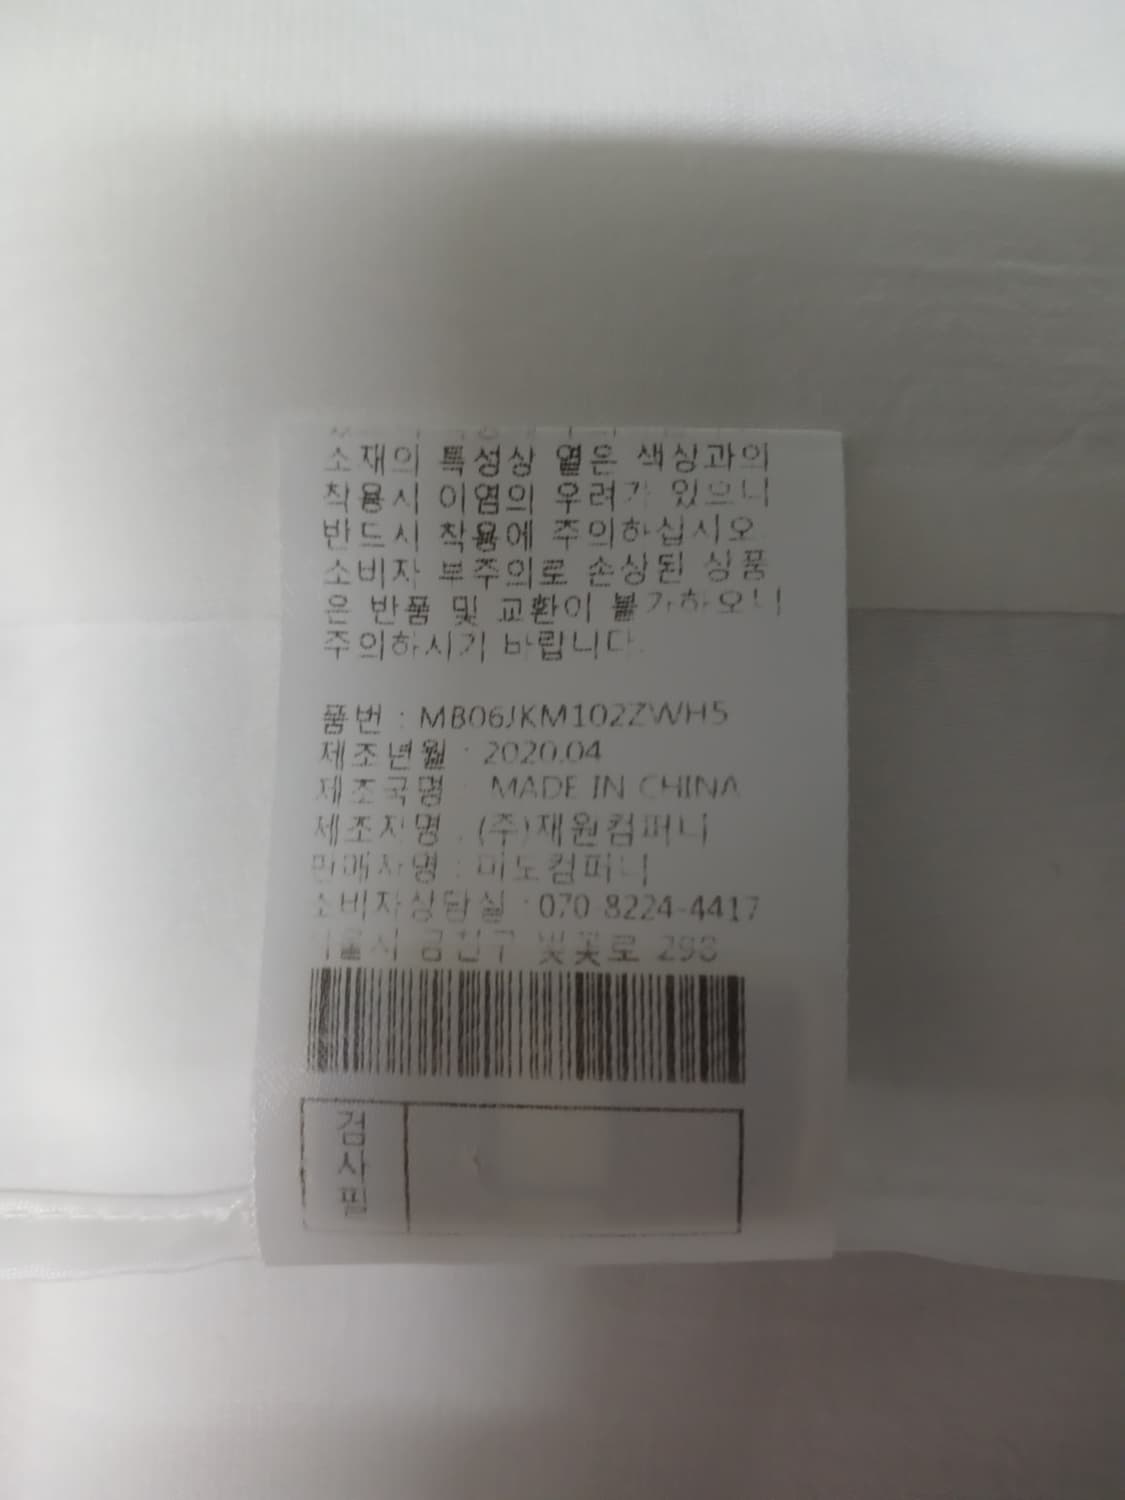 소재의 특성상 옅은 색상과의
착용시 이염의 우려가 있으니
반드시 착용에 주의하십시오.
소비자 부주의로 손상된 상품
은 반품 및 교환이 불가하오니
주의하시기 바랍니다.
품번 : MB06JKM102ZWH5
제조년월 : 2020.04
제조국명 : MADE IN CHINA
제조자명 : (주)재원컴퍼니
판매자명 : 미도컴퍼니
소비자상담실 : 070 8224-4417
서울시 금천구 벚꽃로 298
검사필